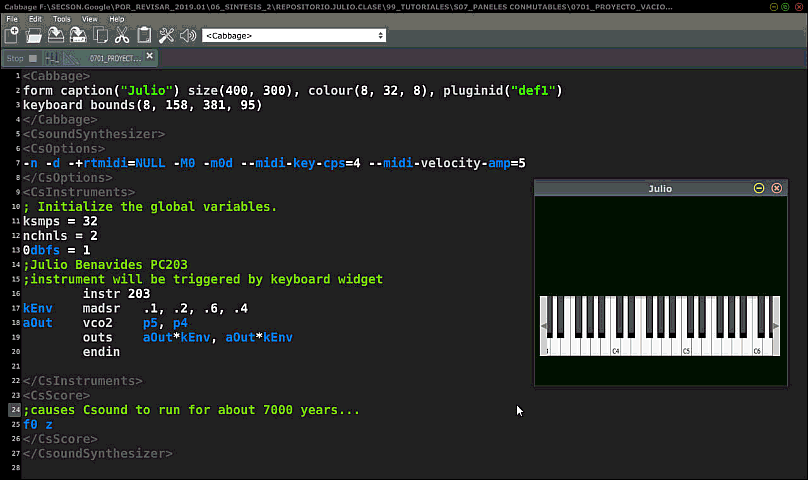 Cabbage F:\SECSON.Google\POR_REVISAR_2019.01\06_SINTESIS_2\REPOSITORIO.JULIO.CLASE\99_TUTORIALES\S07_PANELES CONMUTABLES\0701_PROYECTO_VACIO...
File Edit Tools View Help
<Cabbage>
Stop 0701_PROYECT...
1 <Cabbage>
2 form caption("Julio") size(400, 300), colour(8, 32, 8), pluginid("def1")
3 keyboard bounds(8, 158, 381, 95)
4 </Cabbage>
5 <CsoundSynthesizer>
6 <CsOptions>
7 -n -d -+rtmidi=NULL -M0 -m0d --midi-key-cps=4 --midi-velocity-amp=5
8 </CsOptions>
9 <CsInstruments>
10 ; Initialize the global variables.
11 ksmps = 32
12 nchnls = 2
13 0dbfs = 1
14 ;Julio Benavides PC203
15 ;instrument will be triggered by keyboard widget
16 instr 203
17 kEnv madsr .1, .2, .6, .4
18 aOut vco2 p5, p4
19 outs aOut*kEnv, aOut*kEnv
20 endin
21
22 </CsInstruments>
23 <CsScore>
24 ;causes Csound to run for about 7000 years...
25 f0 z
26 </CsScore>
27 </CsoundSynthesizer>
28
Julio
C4 C5 C6